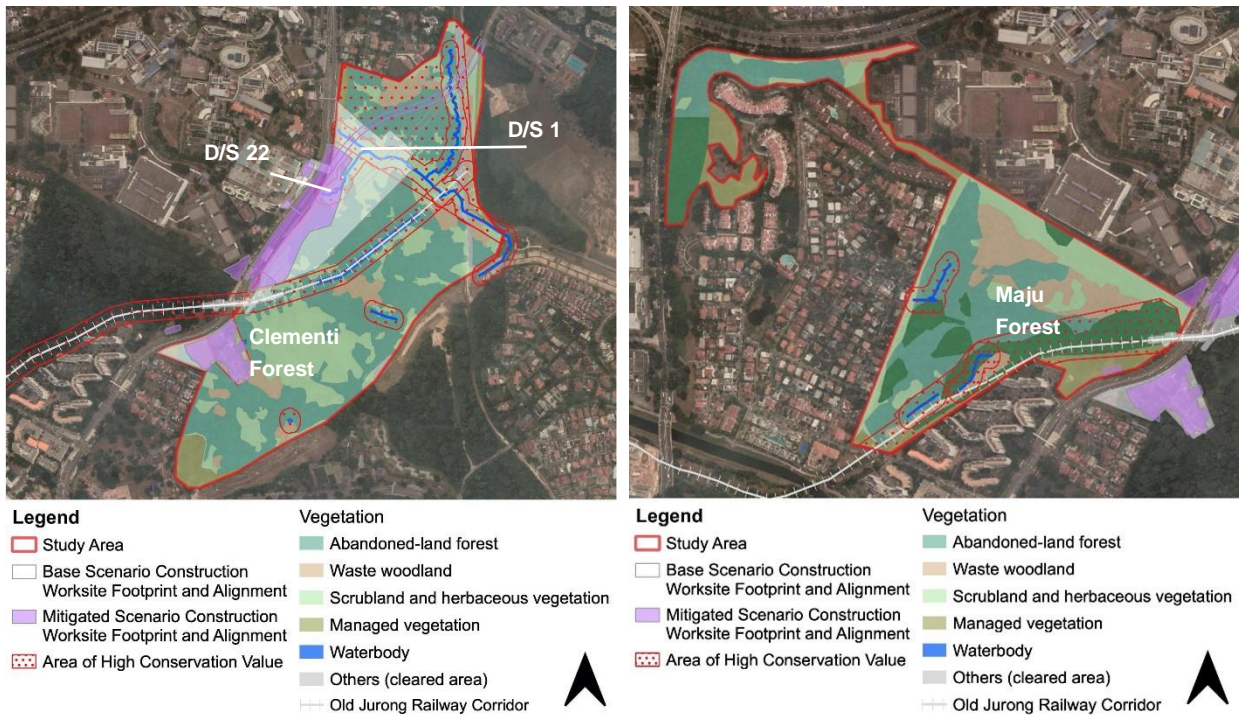 D/S 22
D/S 1
Clementi
Forest
Maju
Forest
Legend
Study Area
Base Scenario Construction
Worksite Footprint and Alignment
Mitigated Scenario Construction
Worksite Footprint and Alignment
Area of High Conservation Value
Vegetation
Abandoned-land forest
Waste woodland
Scrubland and herbaceous vegetation
Managed vegetation
Waterbody
Others (cleared area)
Old Jurong Railway Corridor
Legend
Study Area
Base Scenario Construction
Worksite Footprint and Alignment
Mitigated Scenario Construction
Worksite Footprint and Alignment
Area of High Conservation Value
Vegetation
Abandoned-land forest
Waste woodland
Scrubland and herbaceous vegetation
Managed vegetation
Waterbody
Others (cleared area)
Old Jurong Railway Corridor